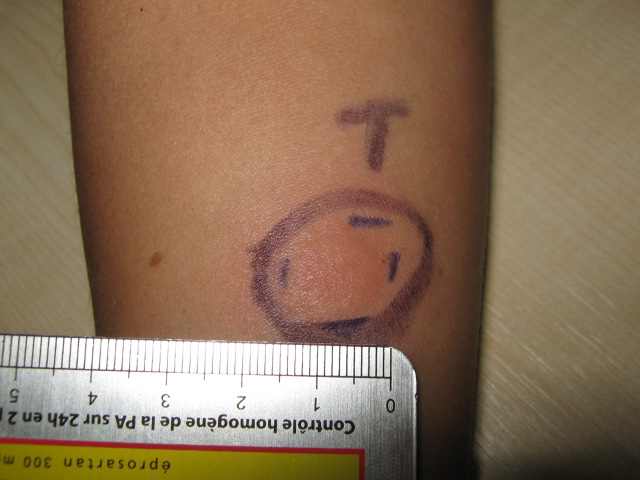 T
5 4 3 2 1 0
Contrôle homogène de la PA sur 24h en 2
éprosartan 300 m